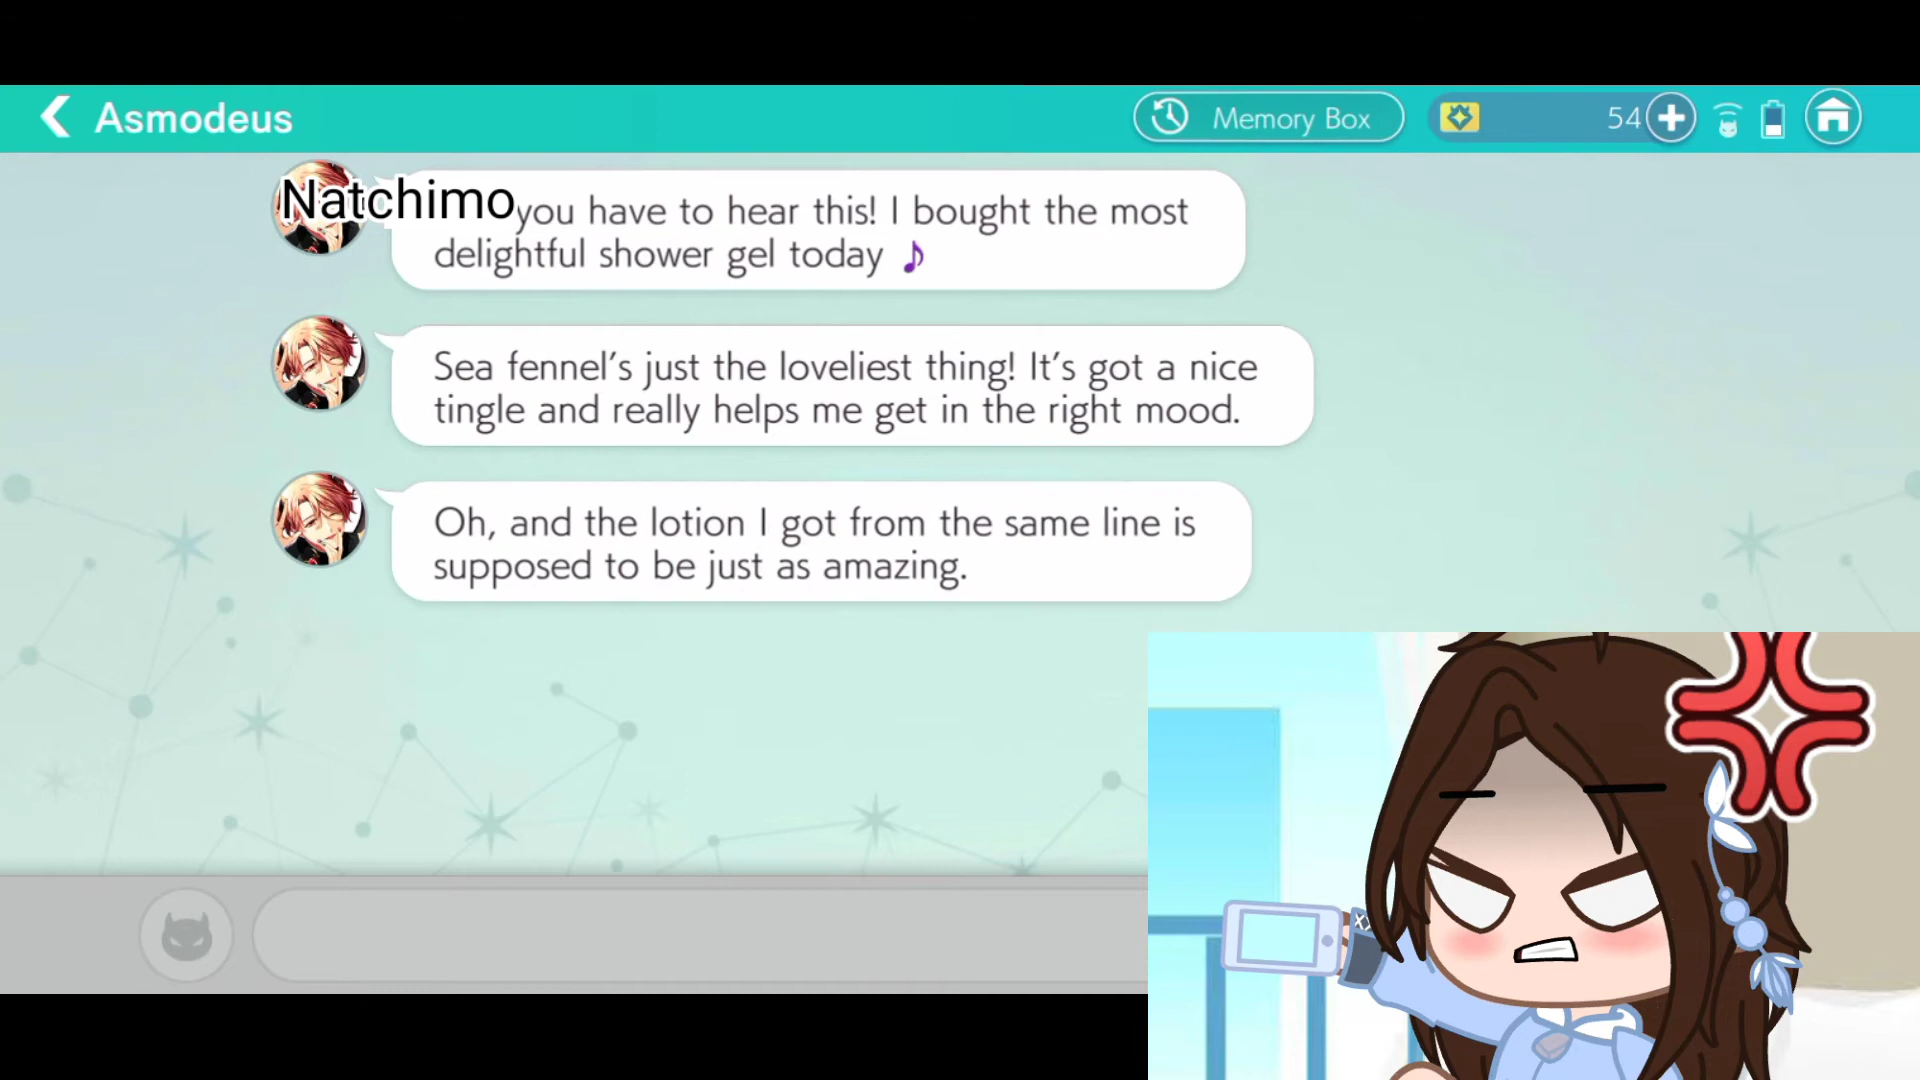 Asmodeus
Memory Box
54
Natchimo
you have to hear this! I bought the most
delightful shower gel today ♪
Sea fennel's just the loveliest thing! It's got a nice
tingle and really helps me get in the right mood.
Oh, and the lotion I got from the same line is
supposed to be just as amazing.